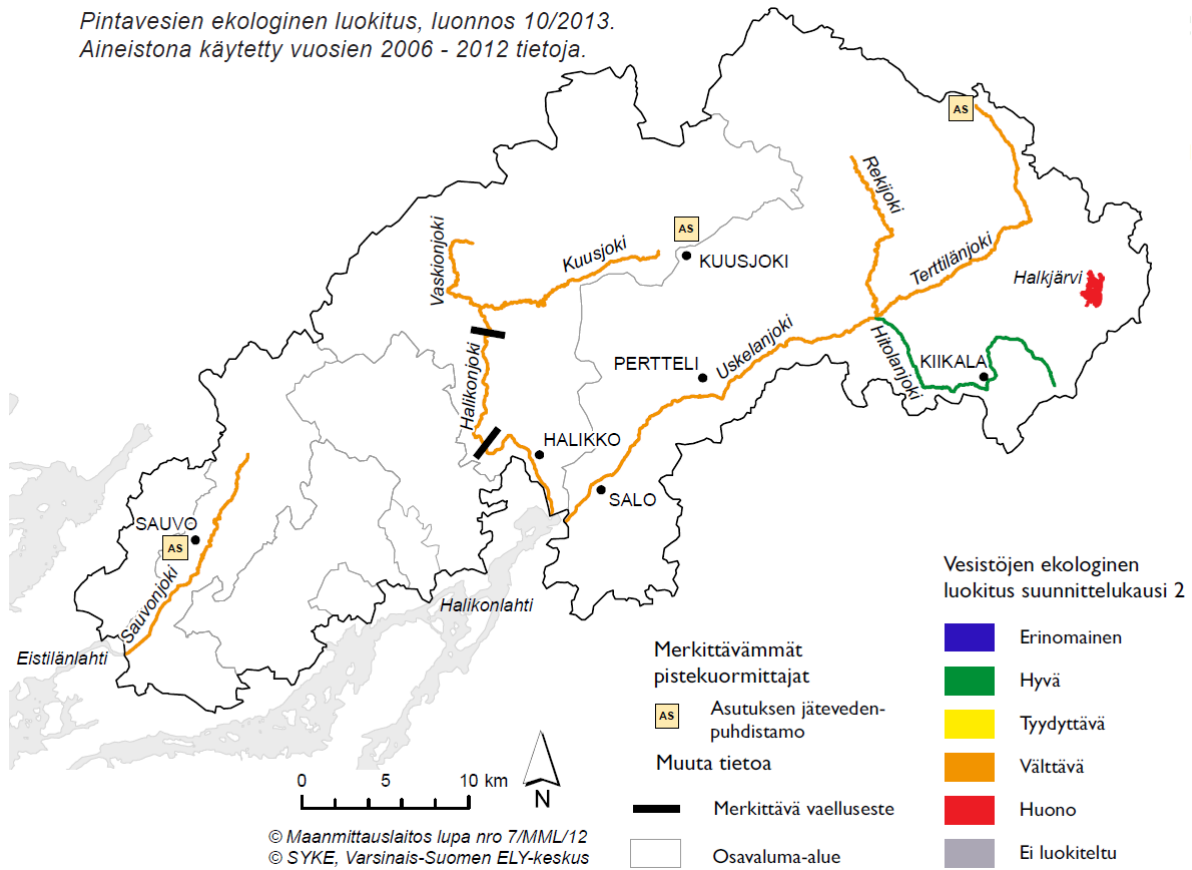 Pintavesien ekologinen luokitus, luonnos 10/2013.
Aineistona käytetty vuosien 2006 - 2012 tietoja.
AS
Rekijoki
AS
Vaskionjoki
Kuusjoki
KUUSJOKI
Terttilänjoki
Halkjärvi
Halikonjoki
PERTTELI
Uskelanjoki
Hitolanjoki
KIIKALA
HALIKKO
SALO
SAUVO
AS
Sauvonjoki
Halikonlahti
Eistilänlahti
Vesistöjen ekologinen
luokitus suunnittelukausi 2
Erinomainen
Hyvä
Tyydyttävä
Välttävä
Huono
Ei luokiteltu
Merkittävämmät
pistekuormittajat
AS
Asutuksen jäteveden-
puhdistamo
Muuta tietoa
Merkittävä vaelluseste
Osavaluma-alue
0 5 10 km
N
© Maanmittauslaitos lupa nro 7/MML/12
© SYKE, Varsinais-Suomen ELY-keskus